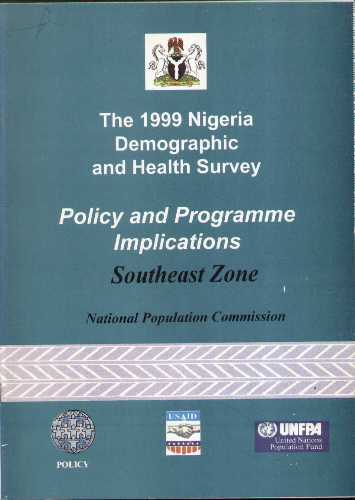 The 1999 Nigeria
Demographic
and Health Survey
Policy and Programme
Implications
Southeast Zone
National Population Commission
POLICY
USAID
UNFPA
United Nations
Population Fund